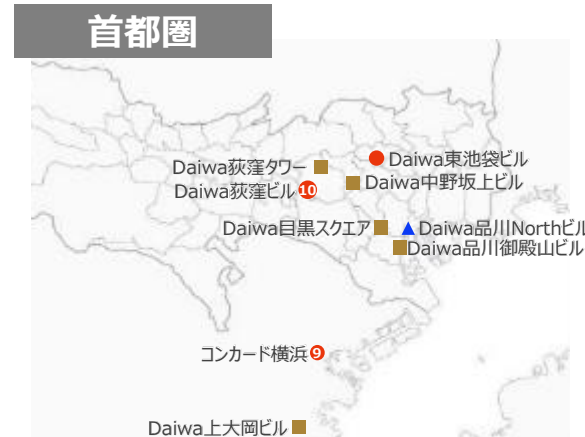 首都圏
Daiwa東池袋ビル
Daiwa荻窪タワー
Daiwa中野坂上ビル
Daiwa荻窪ビル 10
Daiwa目黒スクエア
Daiwa品川Northビル
Daiwa品川御殿山ビル
コンカード横浜 9
Daiwa上大岡ビル